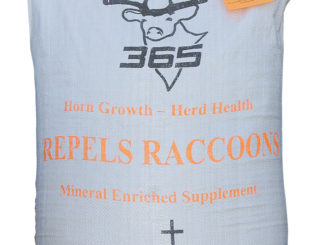 365
Horn Growth – Herd Health
REPELS RACCOONS
Mineral Enriched Supplement